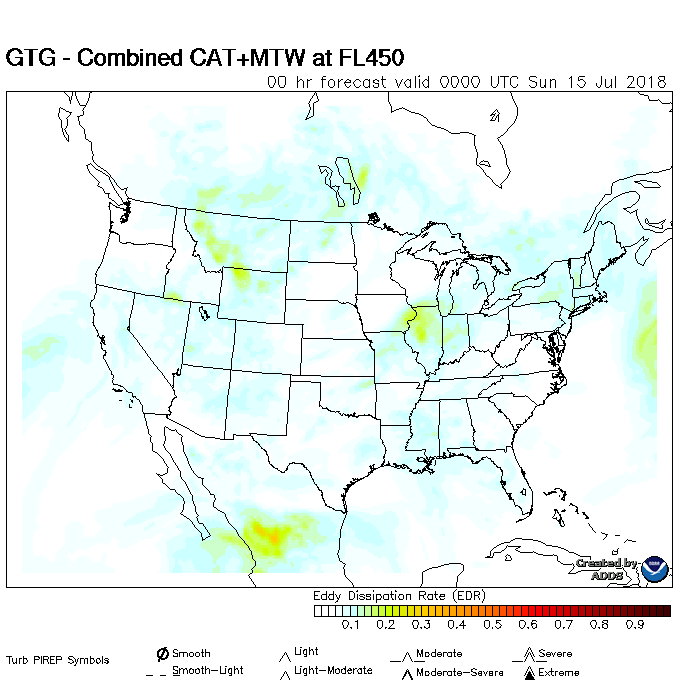 GTG - Combined CAT+MTW at FL450
00 hr forecast valid 0000 UTC Sun 15 Jul 2018
Created by
ADDS
Eddy Dissipation Rate (EDR)
0.1 0.2 0.3 0.4 0.5 0.6 0.7 0.8 0.9
Turb PIREP Symbols
Smooth Light Moderate Severe
Smooth-Light Light-Moderate Moderate-Severe Extreme